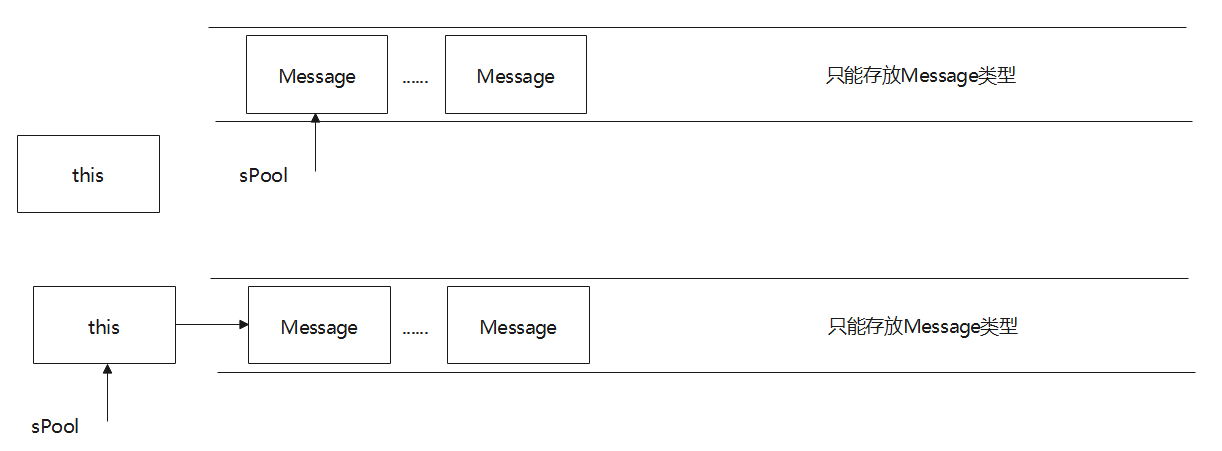 Message ...... Message 只能存放Message类型
this
sPool
this Message ...... Message 只能存放Message类型
sPool